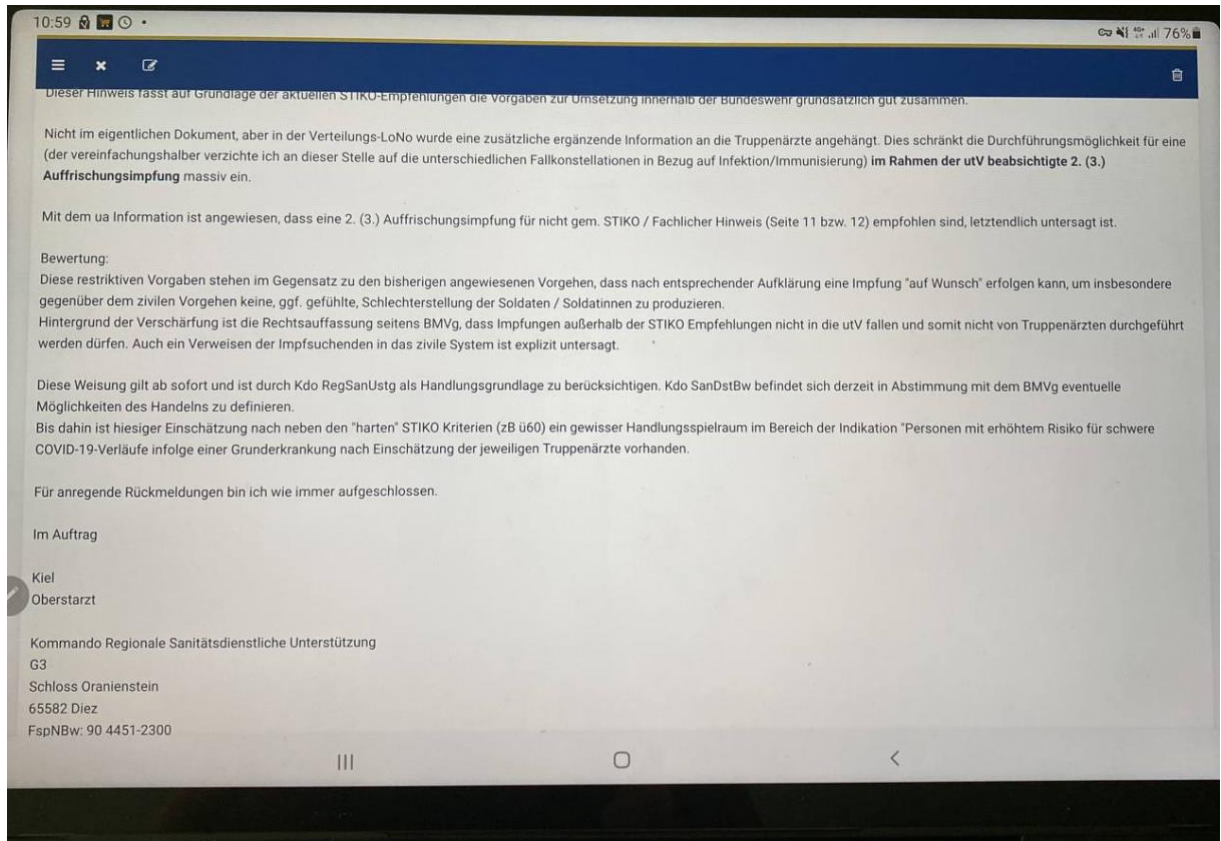 10:59
4G+ 76%
Dieser Hinweis fasst auf Grundlage der aktuellen STIKO-Empfehlungen die Vorgaben zur Umsetzung innerhalb der Bundeswehr grundsätzlich gut zusammen.
Nicht im eigentlichen Dokument, aber in der Verteilungs-LoNo wurde eine zusätzliche ergänzende Information an die Truppenärzte angehängt. Dies schränkt die Durchführungsmöglichkeit für eine
(der vereinfachungshalber verzichte ich an dieser Stelle auf die unterschiedlichen Fallkonstellationen in Bezug auf Infektion/Immunisierung) im Rahmen der utV beabsichtigte 2. (3.)
Auffrischungsimpfung massiv ein.
Mit dem ua Information ist angewiesen, dass eine 2. (3.) Auffrischungsimpfung für nicht gem. STIKO / Fachlicher Hinweis (Seite 11 bzw. 12) empfohlen sind, letztendlich untersagt ist.
Bewertung:
Diese restriktiven Vorgaben stehen im Gegensatz zu den bisherigen angewiesenen Vorgehen, dass nach entsprechender Aufklärung eine Impfung "auf Wunsch" erfolgen kann, um insbesondere
gegenüber dem zivilen Vorgehen keine, ggf. gefühlte, Schlechterstellung der Soldaten / Soldatinnen zu produzieren.
Hintergrund der Verschärfung ist die Rechtsauffassung seitens BMVg, dass Impfungen außerhalb der STIKO Empfehlungen nicht in die utV fallen und somit nicht von Truppenärzten durchgeführt
werden dürfen. Auch ein Verweisen der Impfsuchenden in das zivile System ist explizit untersagt.
Diese Weisung gilt ab sofort und ist durch Kdo RegSanUstg als Handlungsgrundlage zu berücksichtigen. Kdo SanDstBw befindet sich derzeit in Abstimmung mit dem BMVg eventuelle
Möglichkeiten des Handelns zu definieren.
Bis dahin ist hiesiger Einschätzung nach neben den "harten" STIKO Kriterien (zB ü60) ein gewisser Handlungsspielraum im Bereich der Indikation "Personen mit erhöhtem Risiko für schwere
COVID-19-Verläufe infolge einer Grunderkrankung nach Einschätzung der jeweiligen Truppenärzte vorhanden.
Für anregende Rückmeldungen bin ich wie immer aufgeschlossen.
Im Auftrag
Kiel
Oberstarzt
Kommando Regionale Sanitätsdienstliche Unterstützung
G3
Schloss Oranienstein
65582 Diez
FspNBw: 90 4451-2300